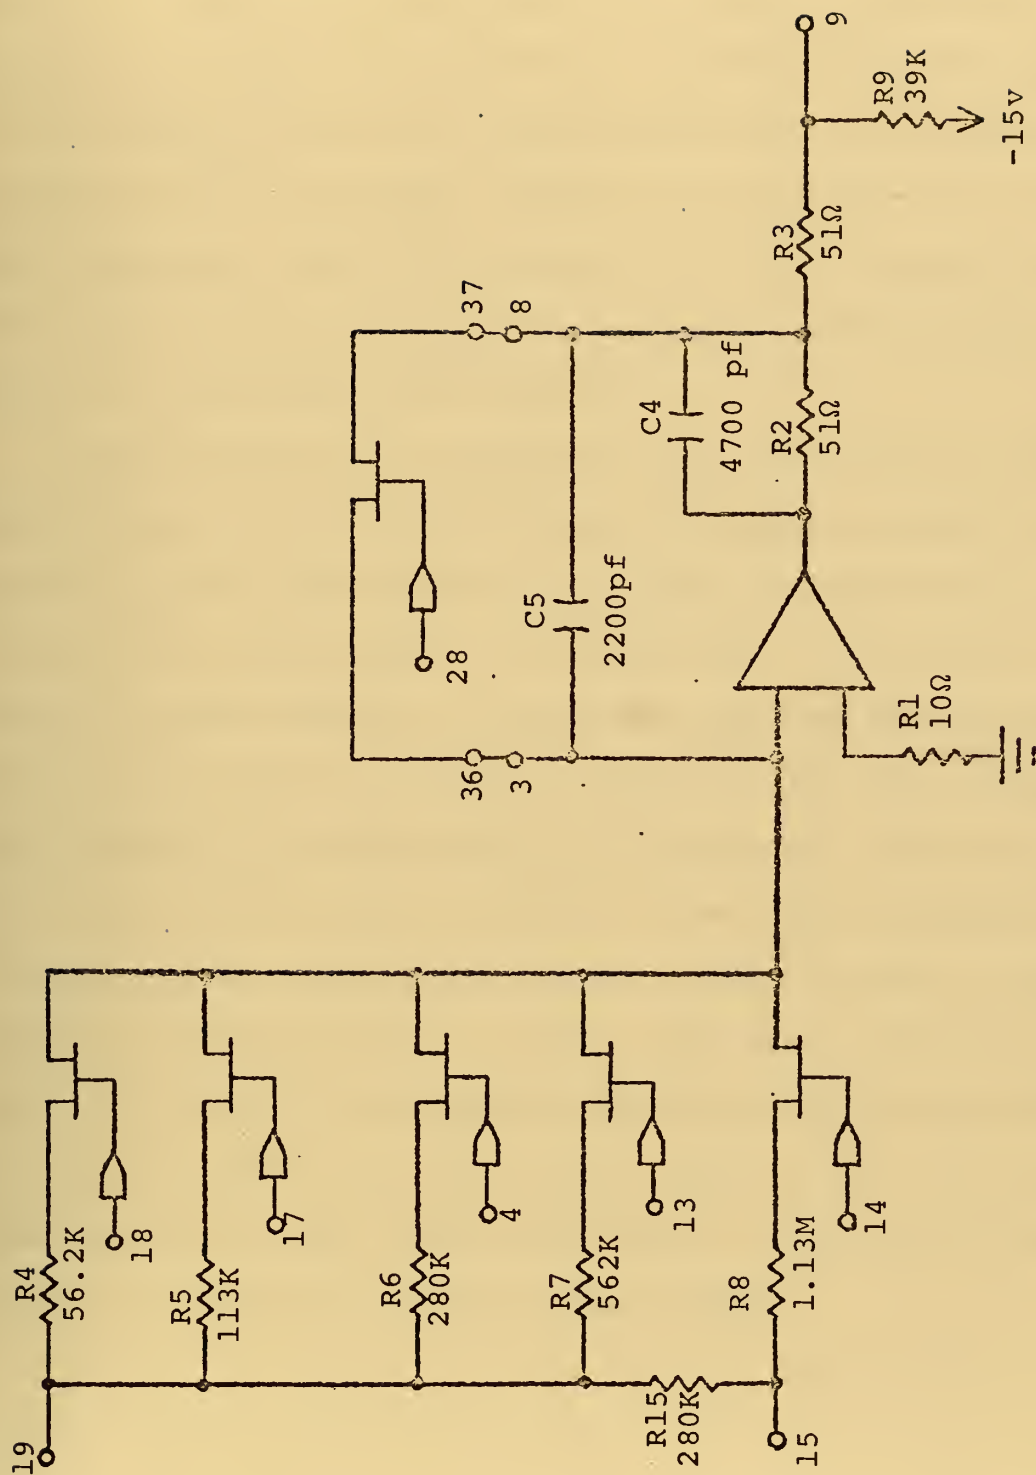 19
R4
56.2K
18
R5
113K
17
R6
280K
4
R7
562K
13
R15
280K
R8
1.13M
14
15
36
3
28
37
8
C5
2200pf
C4
4700 pf
R2
51Ω
R1
10Ω
R3
51Ω
9
R9
39K
-15v